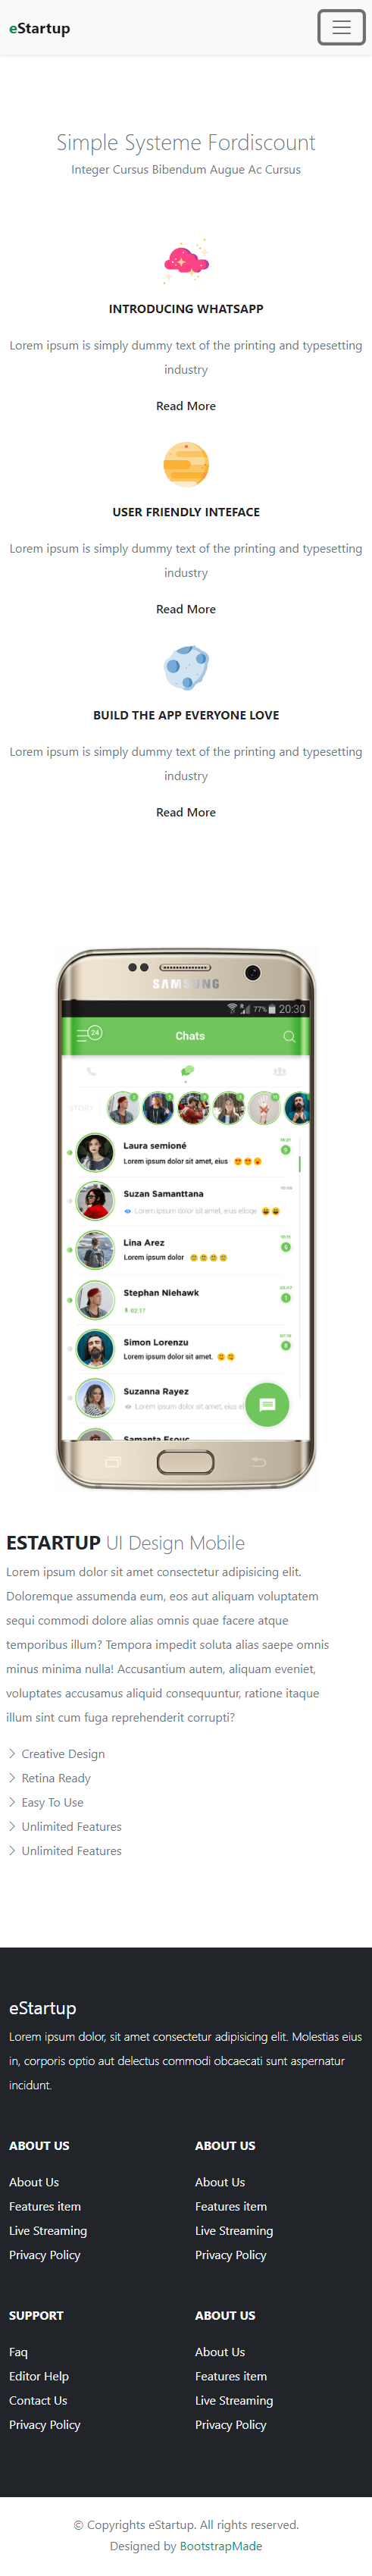 eStartup
Simple Systeme Fordiscount
Integer Cursus Bibendum Augue Ac Cursus
INTRODUCING WHATSAPP
Lorem ipsum is simply dummy text of the printing and typesetting
industry
Read More
USER FRIENDLY INTEFACE
Lorem ipsum is simply dummy text of the printing and typesetting
industry
Read More
BUILD THE APP EVERYONE LOVE
Lorem ipsum is simply dummy text of the printing and typesetting
industry
Read More
SAMSUNG
77% 20:30
24
Chats
STORY
Laura semioné
Lorem ipsum dolor sit amet, eius
Suzan Samanttana
Lorem ipsum dolor sit amet, eius elioqe
Lina Arez
Lorem ipsum dolor
Stephan Niehawk
02:17
Simon Lorenzu
Lorem ipsum dolor sit amet.
Suzanna Rayez
Lorem ipsum dolor sit amet, eius ef
Samanta Esouc
ESTARTUP UI Design Mobile
Lorem ipsum dolor sit amet consectetur adipisicing elit.
Doloremque assumenda eum, eos aut aliquam voluptatem
sequi commodi dolore alias omnis quae facere atque
temporibus illum? Tempora impedit soluta alias saepe omnis
minus minima nulla! Accusantium autem, aliquam eveniet,
voluptates accusamus aliquid consequuntur, ratione itaque
illum sint cum fuga reprehenderit corrupti?
Creative Design
Retina Ready
Easy To Use
Unlimited Features
Unlimited Features
eStartup
Lorem ipsum dolor, sit amet consectetur adipisicing elit. Molestias eius
in, corporis optio aut delectus commodi obcaecati sunt aspernatur
incidunt.
ABOUT US
About Us
Features item
Live Streaming
Privacy Policy
ABOUT US
About Us
Features item
Live Streaming
Privacy Policy
SUPPORT
Faq
Editor Help
Contact Us
Privacy Policy
ABOUT US
About Us
Features item
Live Streaming
Privacy Policy
© Copyrights eStartup. All rights reserved.
Designed by BootstrapMade